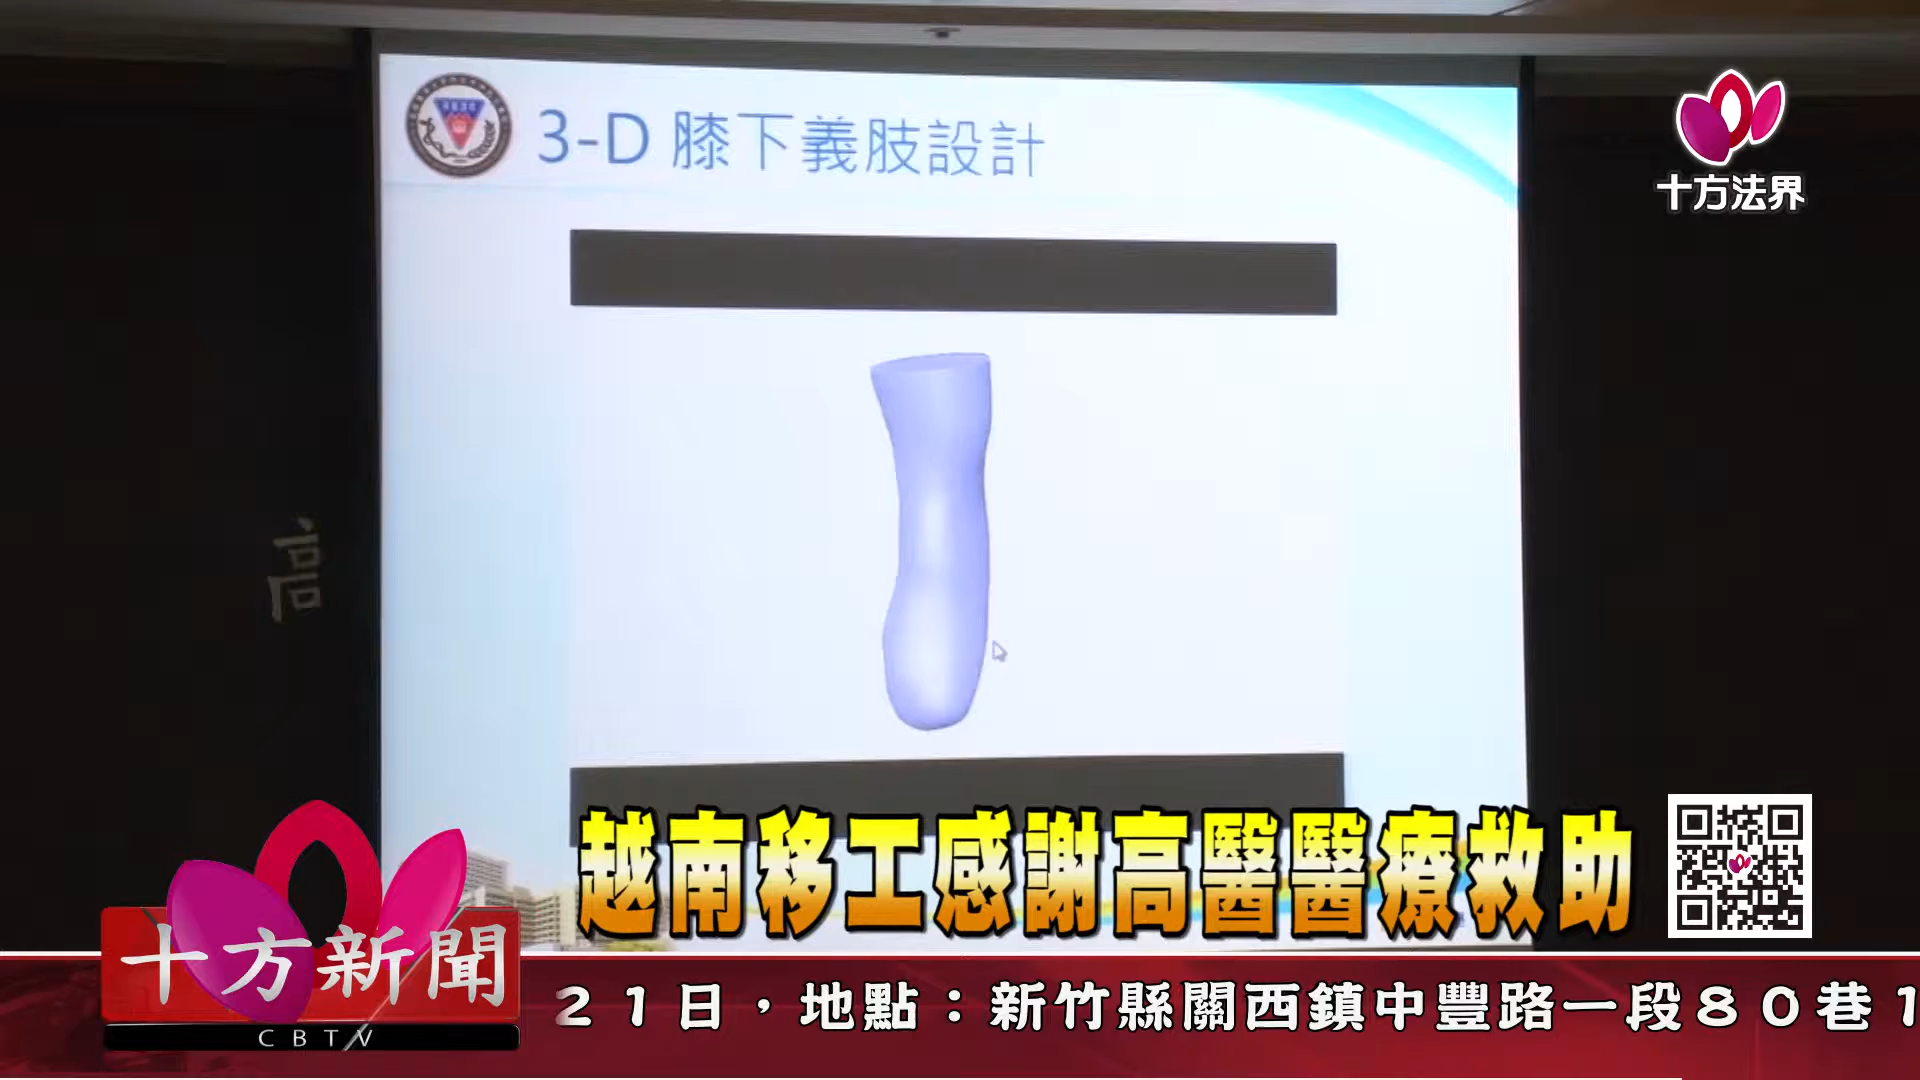 3-D 膝下義肢設計
十方法界
越南移工感謝高醫醫療救助
十方新聞
CBTV
21日，地點：新竹縣關西鎮中豐路一段80巷1